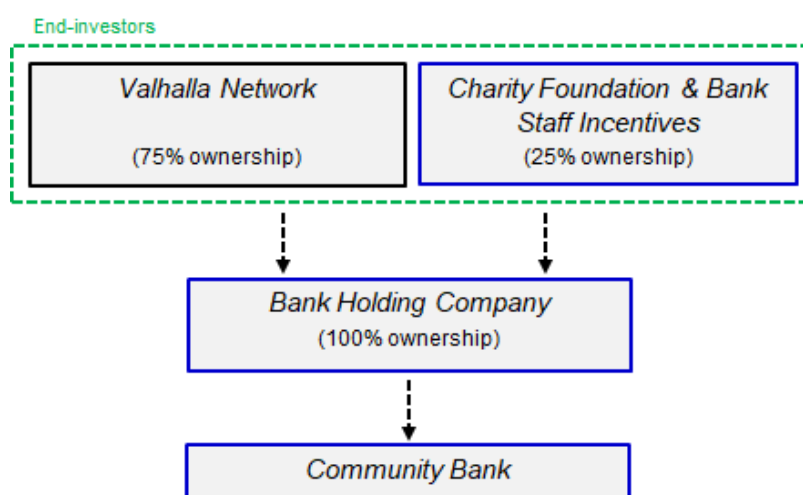 End-investors
Valhalla Network
(75% ownership)
Charity Foundation & Bank
Staff Incentives
(25% ownership)
Bank Holding Company
(100% ownership)
Community Bank